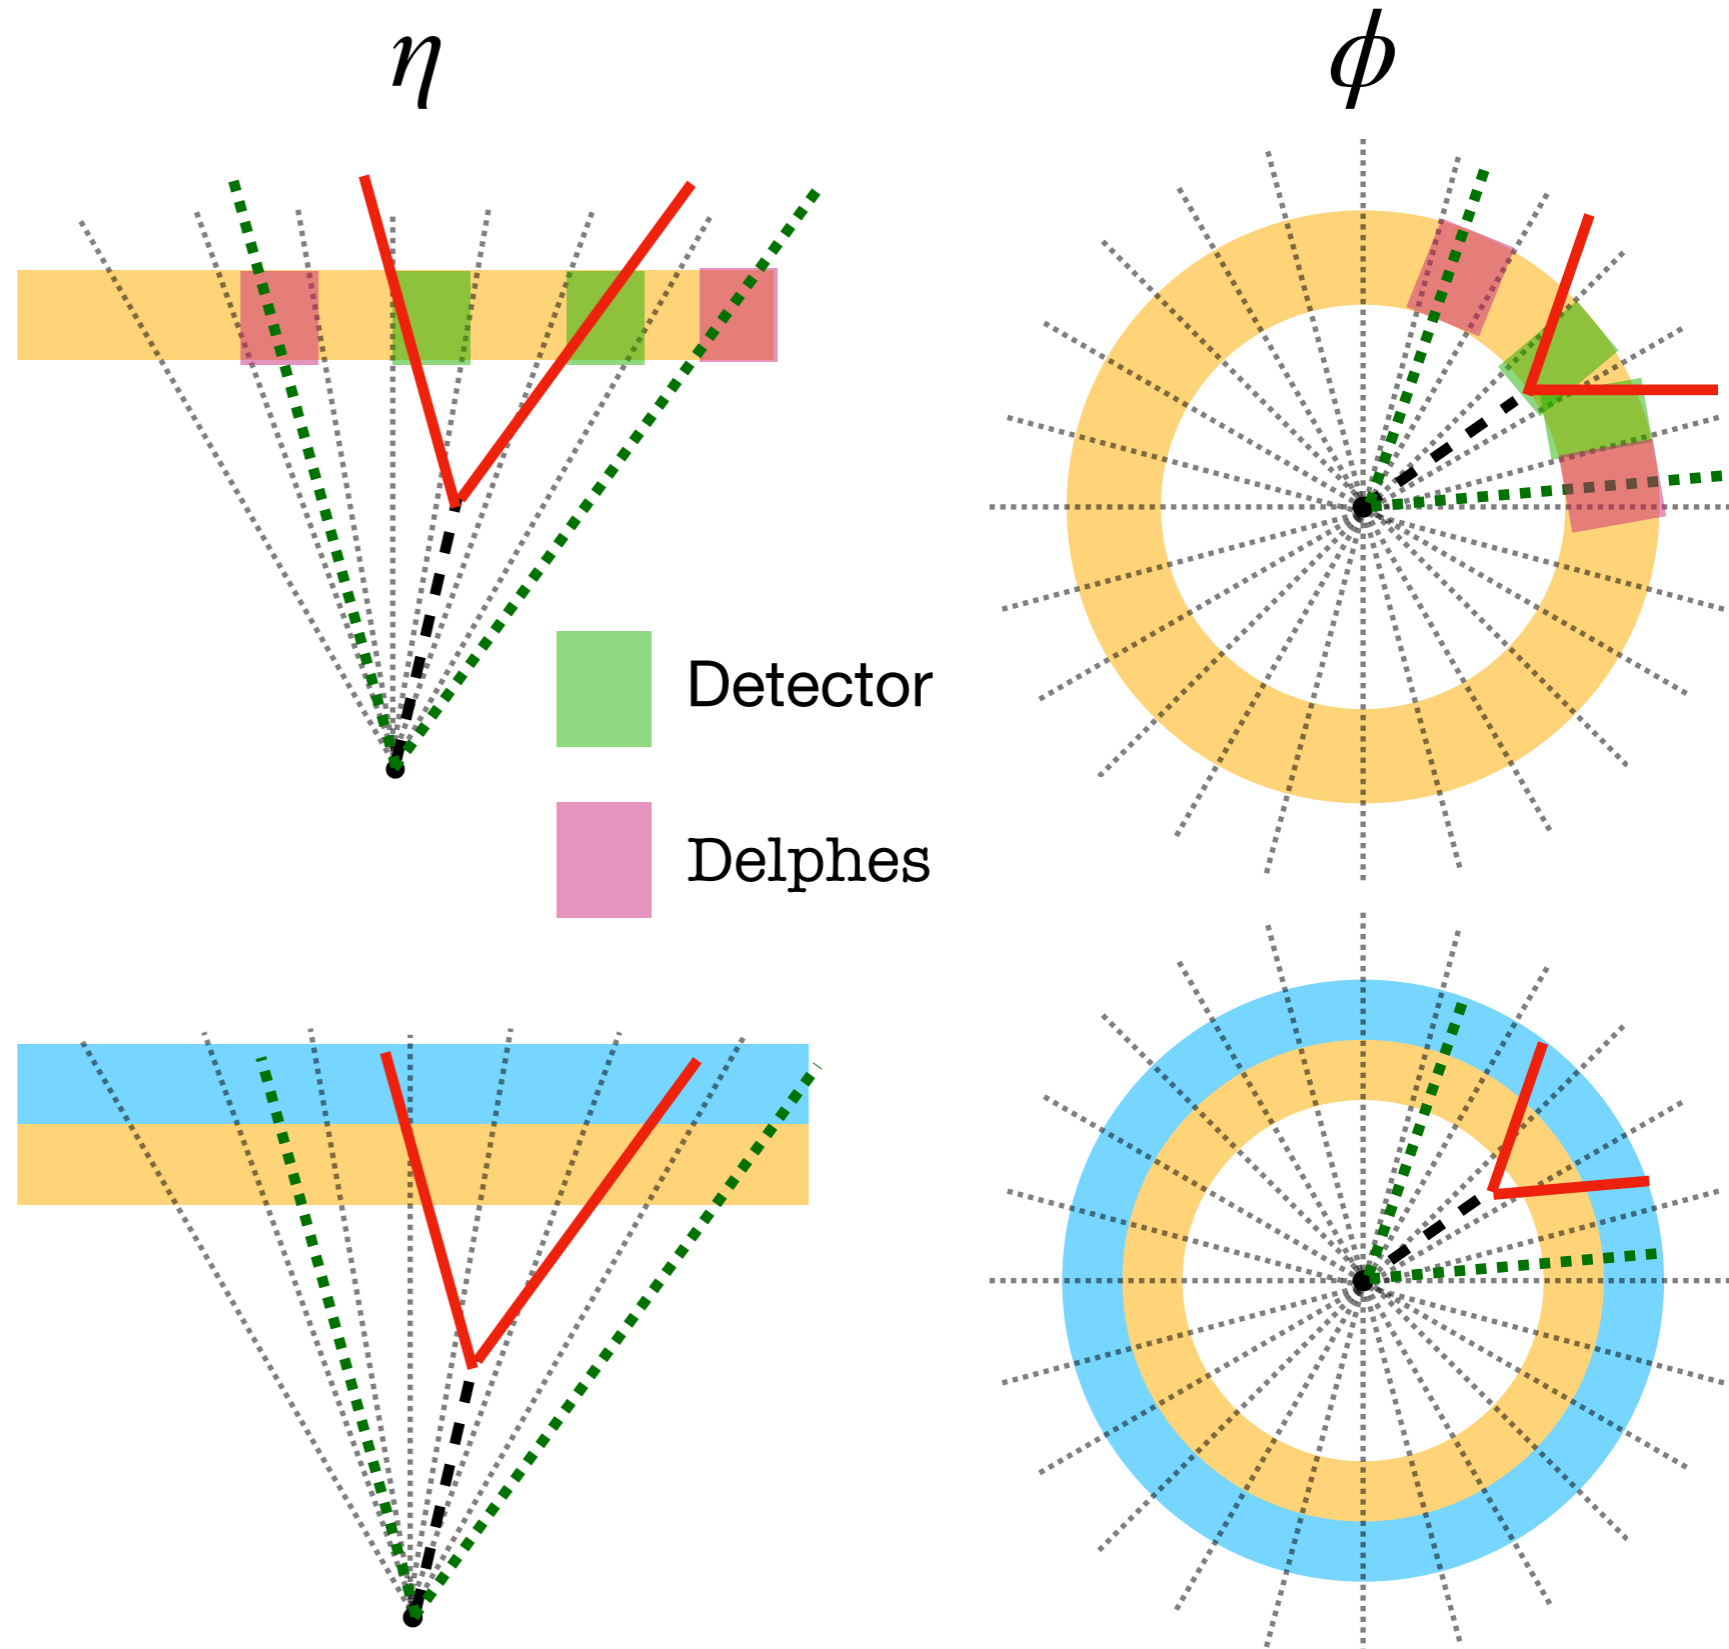 η
ϕ
Detector
Delphes